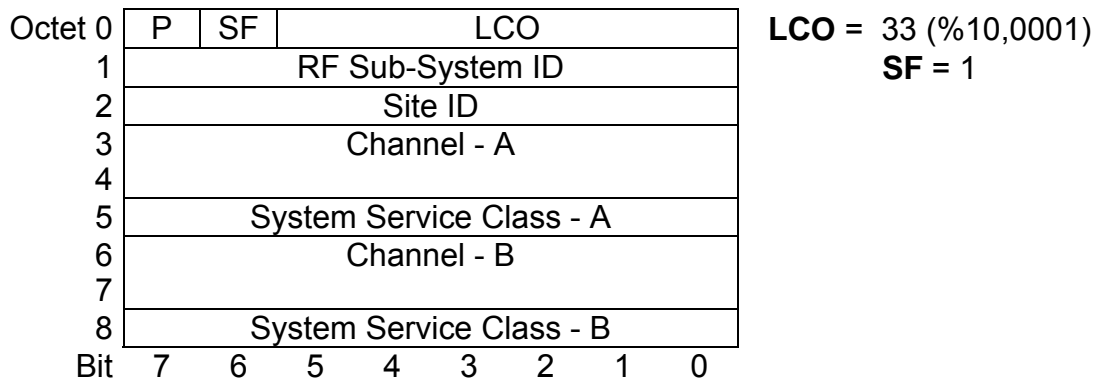 Octet 0 P SF LCO LCO = 33 (%10,0001)
1 RF Sub-System ID SF = 1
2 Site ID
3 Channel - A
4
5 System Service Class - A
6 Channel - B
7
8 System Service Class - B
Bit 7 6 5 4 3 2 1 0